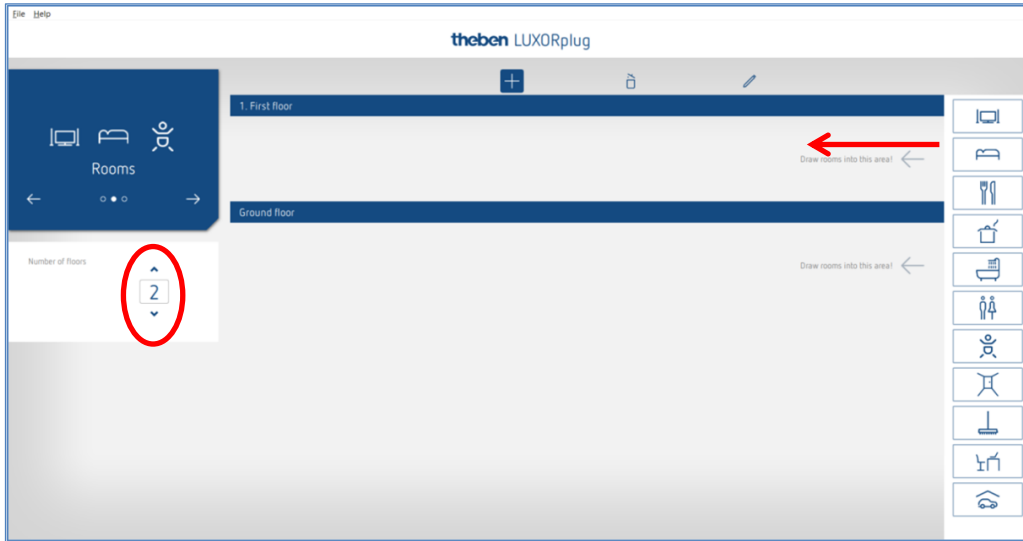 File Help
theben LUXORplug
1. First floor
Rooms
Draw rooms into this area!
Ground floor
Number of floors
2
Draw rooms into this area!